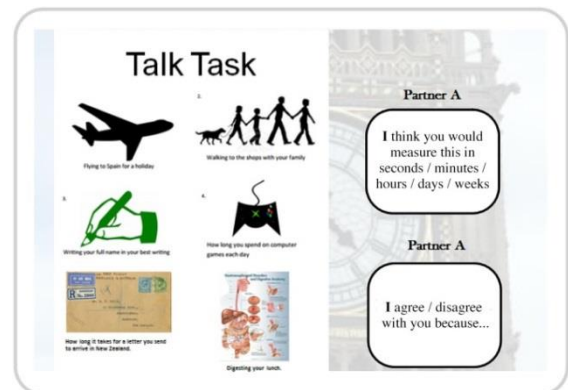 Talk Task
Flying to Spain for a holiday
2.
Walking to the shops with your family
3.
Writing your full name in your best writing
4.
How long you spend on computer
games each day
How long it takes for a letter you send
to arrive in New Zealand.
Digesting your lunch.
Partner A
I think you would
measure this in
seconds / minutes /
hours / days / weeks
Partner A
I agree / disagree
with you because...